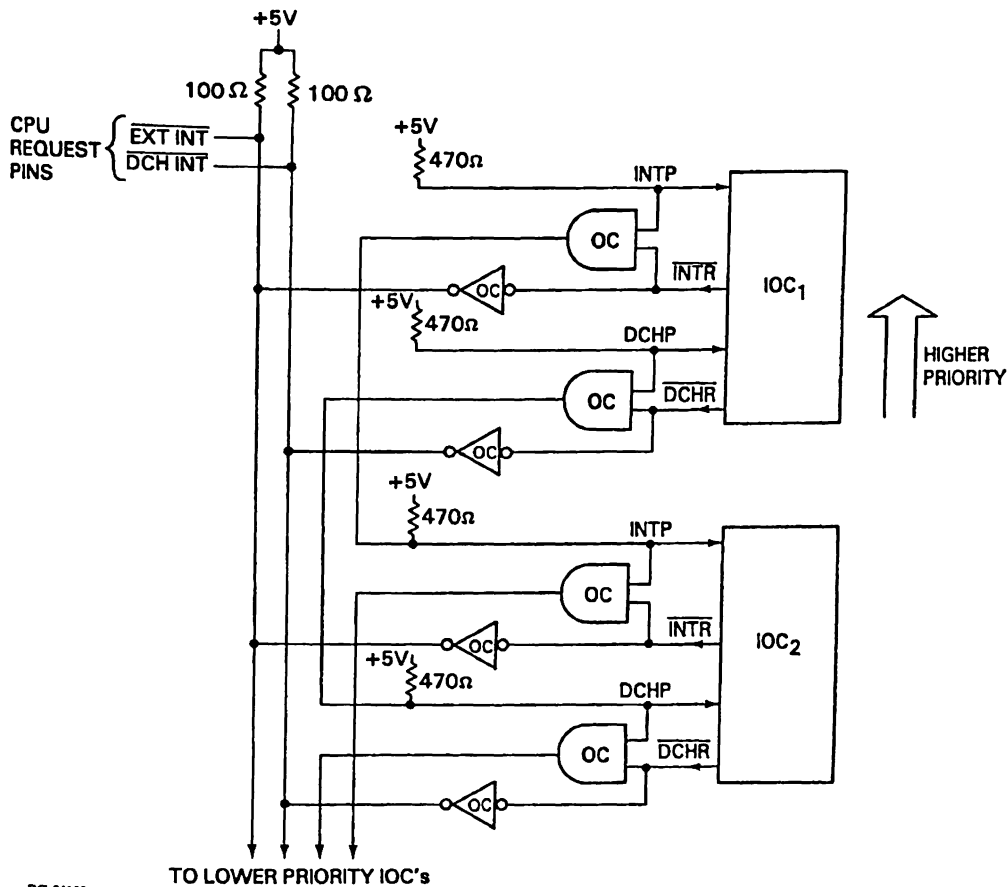 +5V
100 Ω
100 Ω
CPU
REQUEST
PINS
EXT INT
DCH INT
+5V
470Ω
INTP
OC
INTR
OC
IOC1
+5V
470Ω
DCHP
HIGHER
PRIORITY
OC
DCHR
OC
+5V
470Ω
INTP
OC
INTR
OC
IOC2
+5V
470Ω
DCHP
OC
DCHR
OC
TO LOWER PRIORITY IOC's